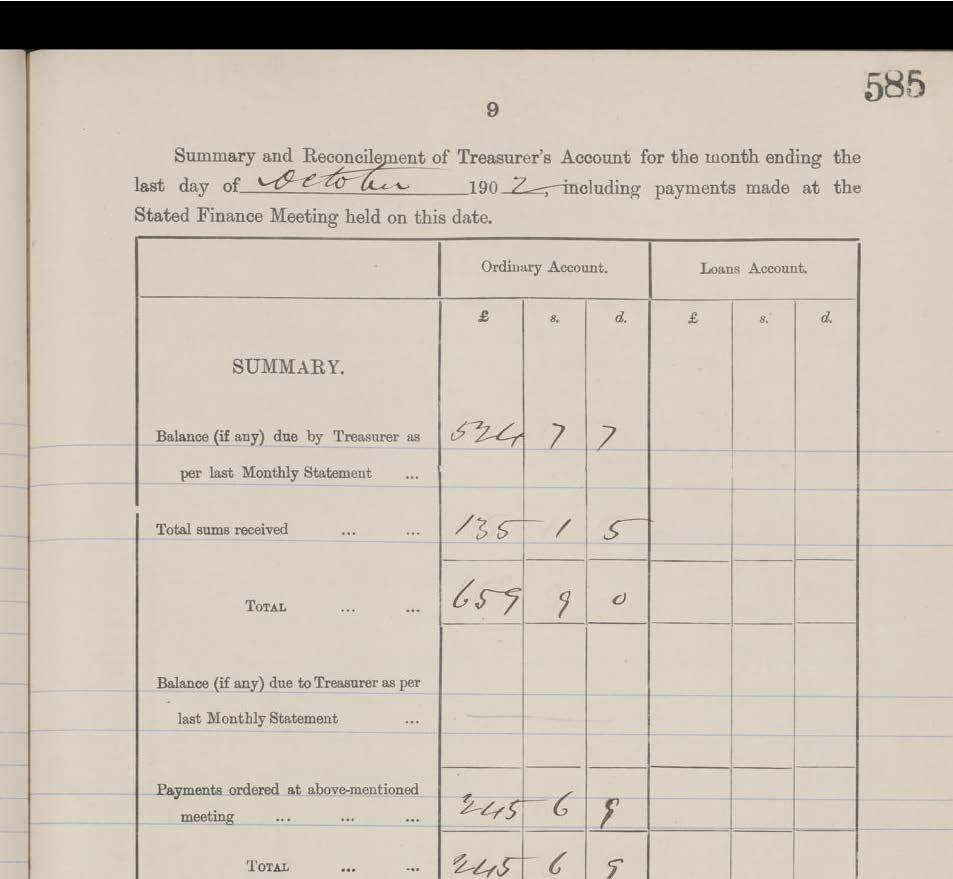 585
9
Summary and Reconcilement of Treasurer's Account for the month ending the
last day of October 1902, including payments made at the
Stated Finance Meeting held on this date.
Ordinary Account. Loans Account.
£ s. d. £ s. d.
SUMMARY.
Balance (if any) due by Treasurer as 524 7 7
per last Monthly Statement ...
Total sums received ... ... 135 1 5
TOTAL ... ... 659 9 0
Balance (if any) due to Treasurer as per
last Monthly Statement ...
Payments ordered at above-mentioned
meeting ... ... ... 245 6 9
TOTAL ... ... 245 6 9